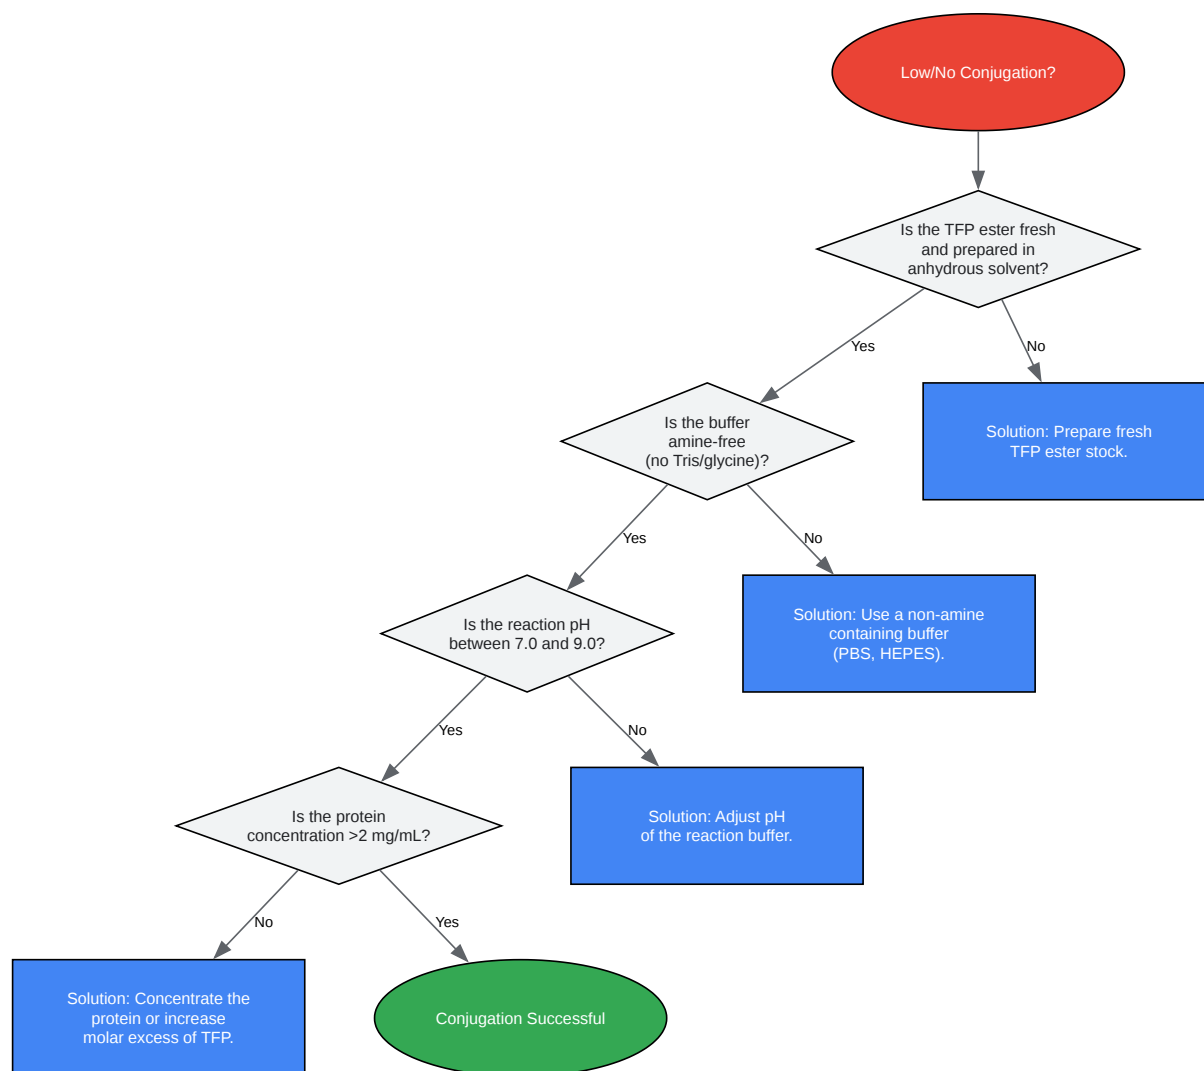 Low/No Conjugation?
Is the TFP ester fresh
and prepared in
anhydrous solvent?
Yes
No
Is the buffer
amine-free
(no Tris/glycine)?
Solution: Prepare fresh
TFP ester stock.
Yes
No
Is the reaction pH
between 7.0 and 9.0?
Solution: Use a non-amine
containing buffer
(PBS, HEPES).
Yes
No
Is the protein
concentration >2 mg/mL?
Solution: Adjust pH
of the reaction buffer.
No
Yes
Solution: Concentrate the
protein or increase
molar excess of TFP.
Conjugation Successful